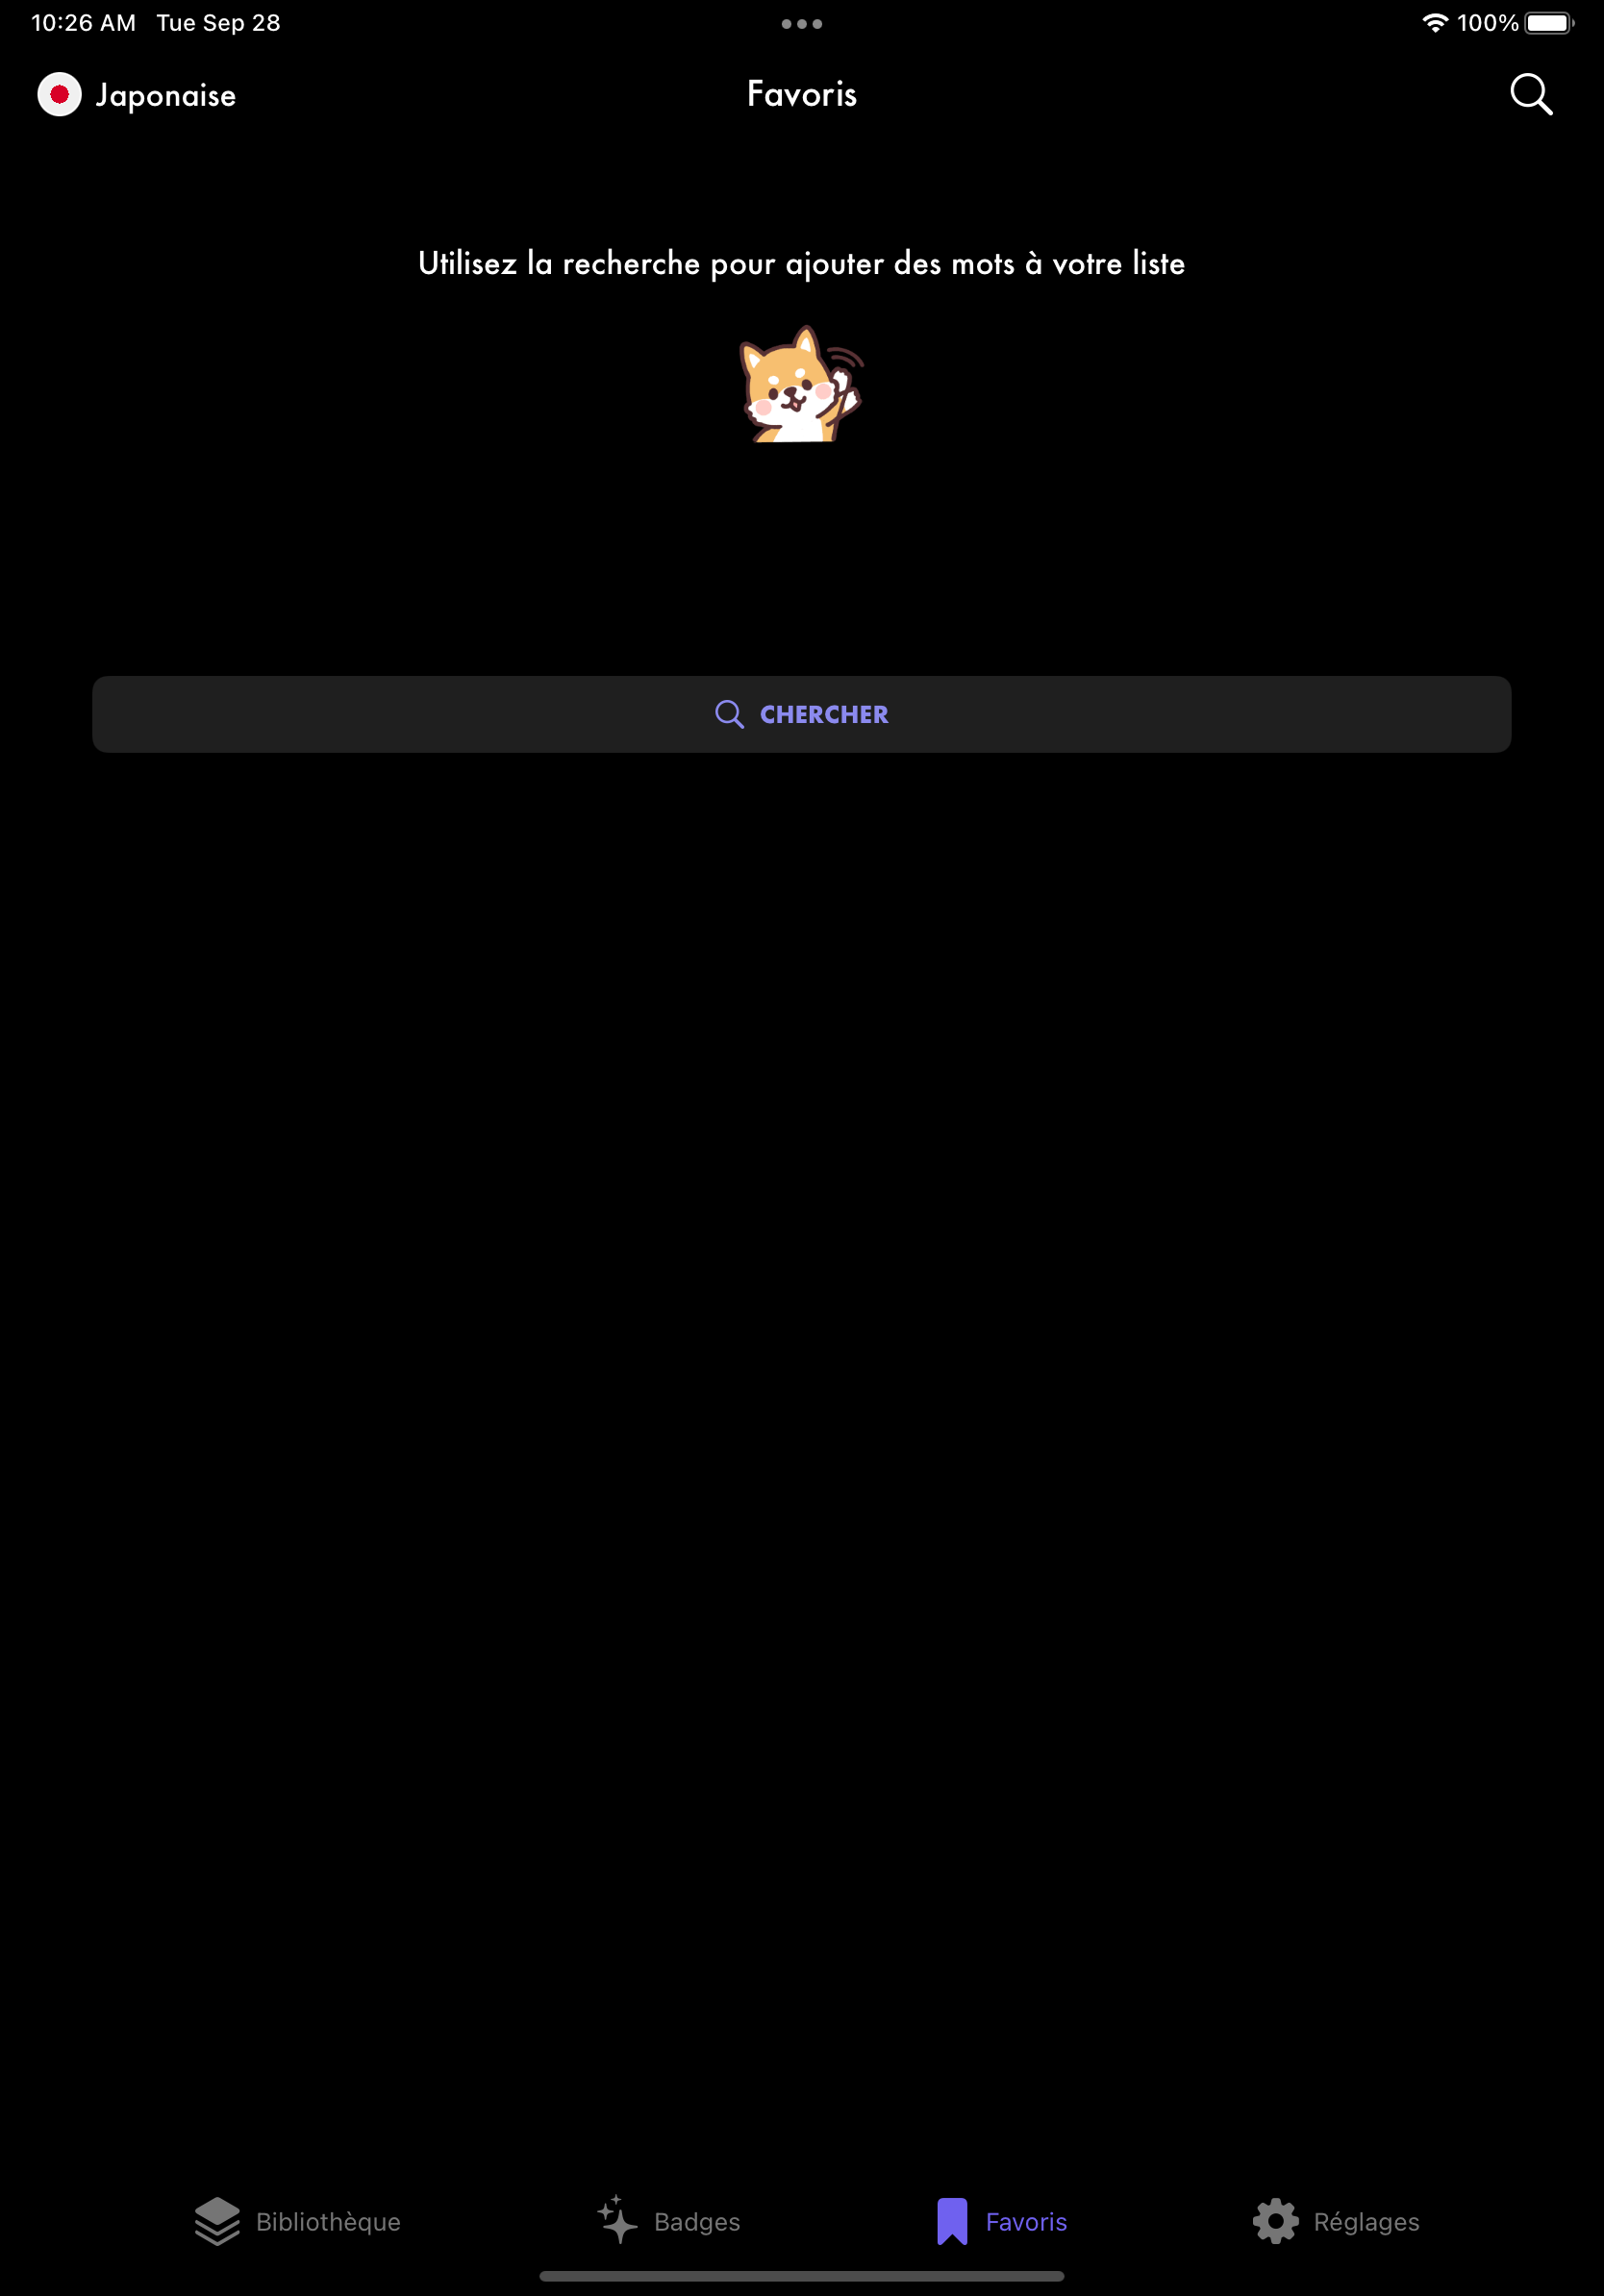 10:26 AM Tue Sep 28
100%
Japonaise
Favoris
Utilisez la recherche pour ajouter des mots à votre liste
CHERCHER
Bibliothèque
Badges
Favoris
Réglages